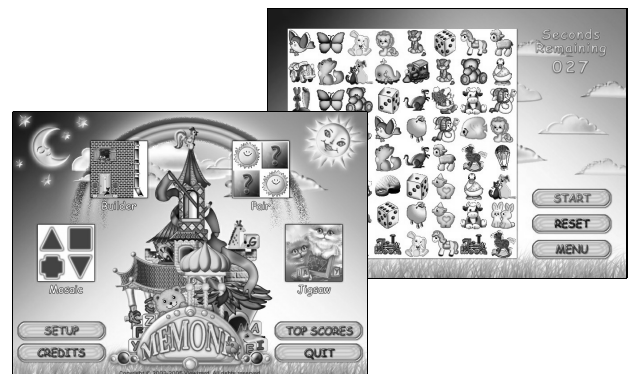 Seconds
Remaining
027
START
RESET
MENU
Builder
Pair
Mosaic
Jigsaw
SETUP
CREDITS
TOP SCORES
QUIT